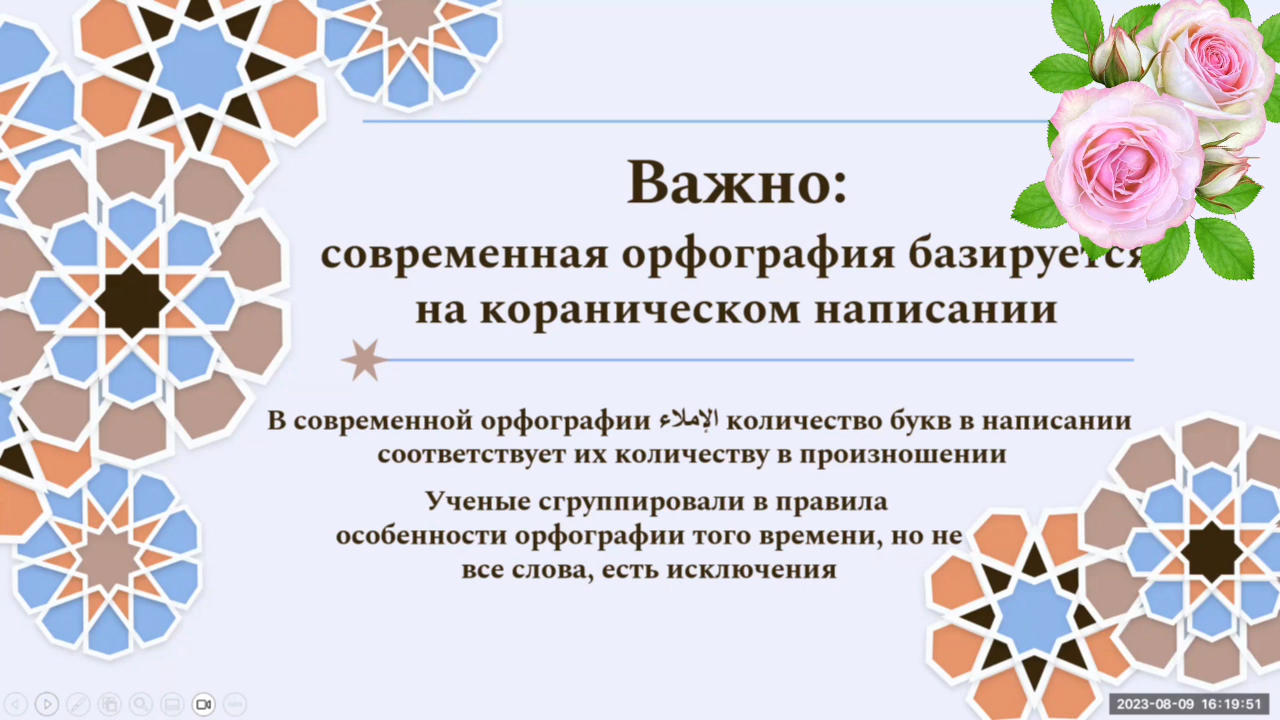 Важно:
современная орфография базируется
на кораническом написании
В современной орфографии الإملاء количество букв в написании
соответствует их количеству в произношении
Ученые сгруппировали в правила
особенности орфографии того времени, но не
все слова, есть исключения
2023-08-09 16:19:51